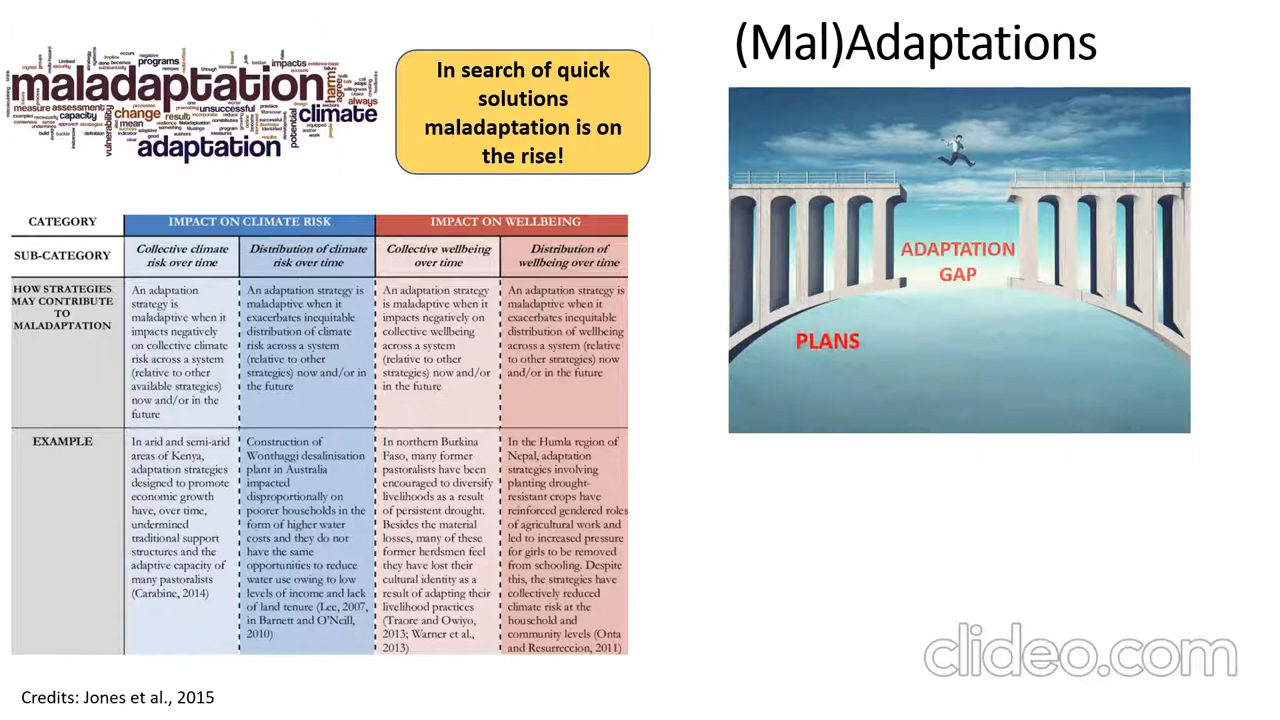 (Mal)Adaptations
maladaptation
programs
impacts
measure assessment
change
result
unsuccessful
always
capacity
mean
climate
vulnerability
potential
harm
agree
adaptation
In search of quick
solutions
maladaptation is on
the rise!
CATEGORY
IMPACT ON CLIMATE RISK
IMPACT ON WELLBEING
SUB-CATEGORY
Collective climate
risk over time
Distribution of climate
risk over time
Collective wellbeing
over time
Distribution of
wellbeing over time
HOW STRATEGIES
MAY CONTRIBUTE
TO
MALADAPTATION
An adaptation
strategy is
maladaptive when it
impacts negatively
on collective climate
risk across a system
(relative to other
available strategies)
now and/or in the
future
An adaptation strategy is
maladaptive when it
exacerbates inequitable
distribution of climate
risk across a system
(relative to other
strategies) now and/or in
the future
An adaptation strategy
is maladaptive when it
impacts negatively on
collective wellbeing
across a system
(relative to other
strategies) now and/or
in the future
An adaptation strategy is
maladaptive when it
exacerbates inequitable
distribution of wellbeing
across a system (relative
to other strategies) now
and/or in the future
EXAMPLE
In arid and semi-arid
areas of Kenya,
adaptation strategies
designed to promote
economic growth
have, over time,
undermined
traditional support
structures and the
adaptive capacity of
many pastoralists
(Carabine, 2014)
Construction of
Wonthaggi desalinisation
plant in Australia
impacted
disproportionally on
poorer households in the
form of higher water
costs and they do not
have the same
opportunities to reduce
water use owing to low
levels of income and lack
of land tenure (Lee, 2007,
in Barnett and O'Neill,
2010)
In northern Burkina
Faso, many former
pastoralists have been
encouraged to diversify
livelihoods as a result
of persistent drought.
Besides the material
losses, many of these
former herdsmen feel
they have lost their
cultural identity as a
result of adapting their
livelihood practices
(Traore and Owiyo,
2013; Warner et al.,
2013)
In the Humla region of
Nepal, adaptation
strategies involving
planting drought-
resistant crops have
reinforced gendered roles
of agricultural work and
led to increased pressure
for girls to be removed
from schooling. Despite
this, the strategies have
collectively reduced
climate risk at the
household and
community levels (Onta
and Resurreccion, 2011)
Credits: Jones et al., 2015
ADAPTATION
GAP
PLANS
clideo.com